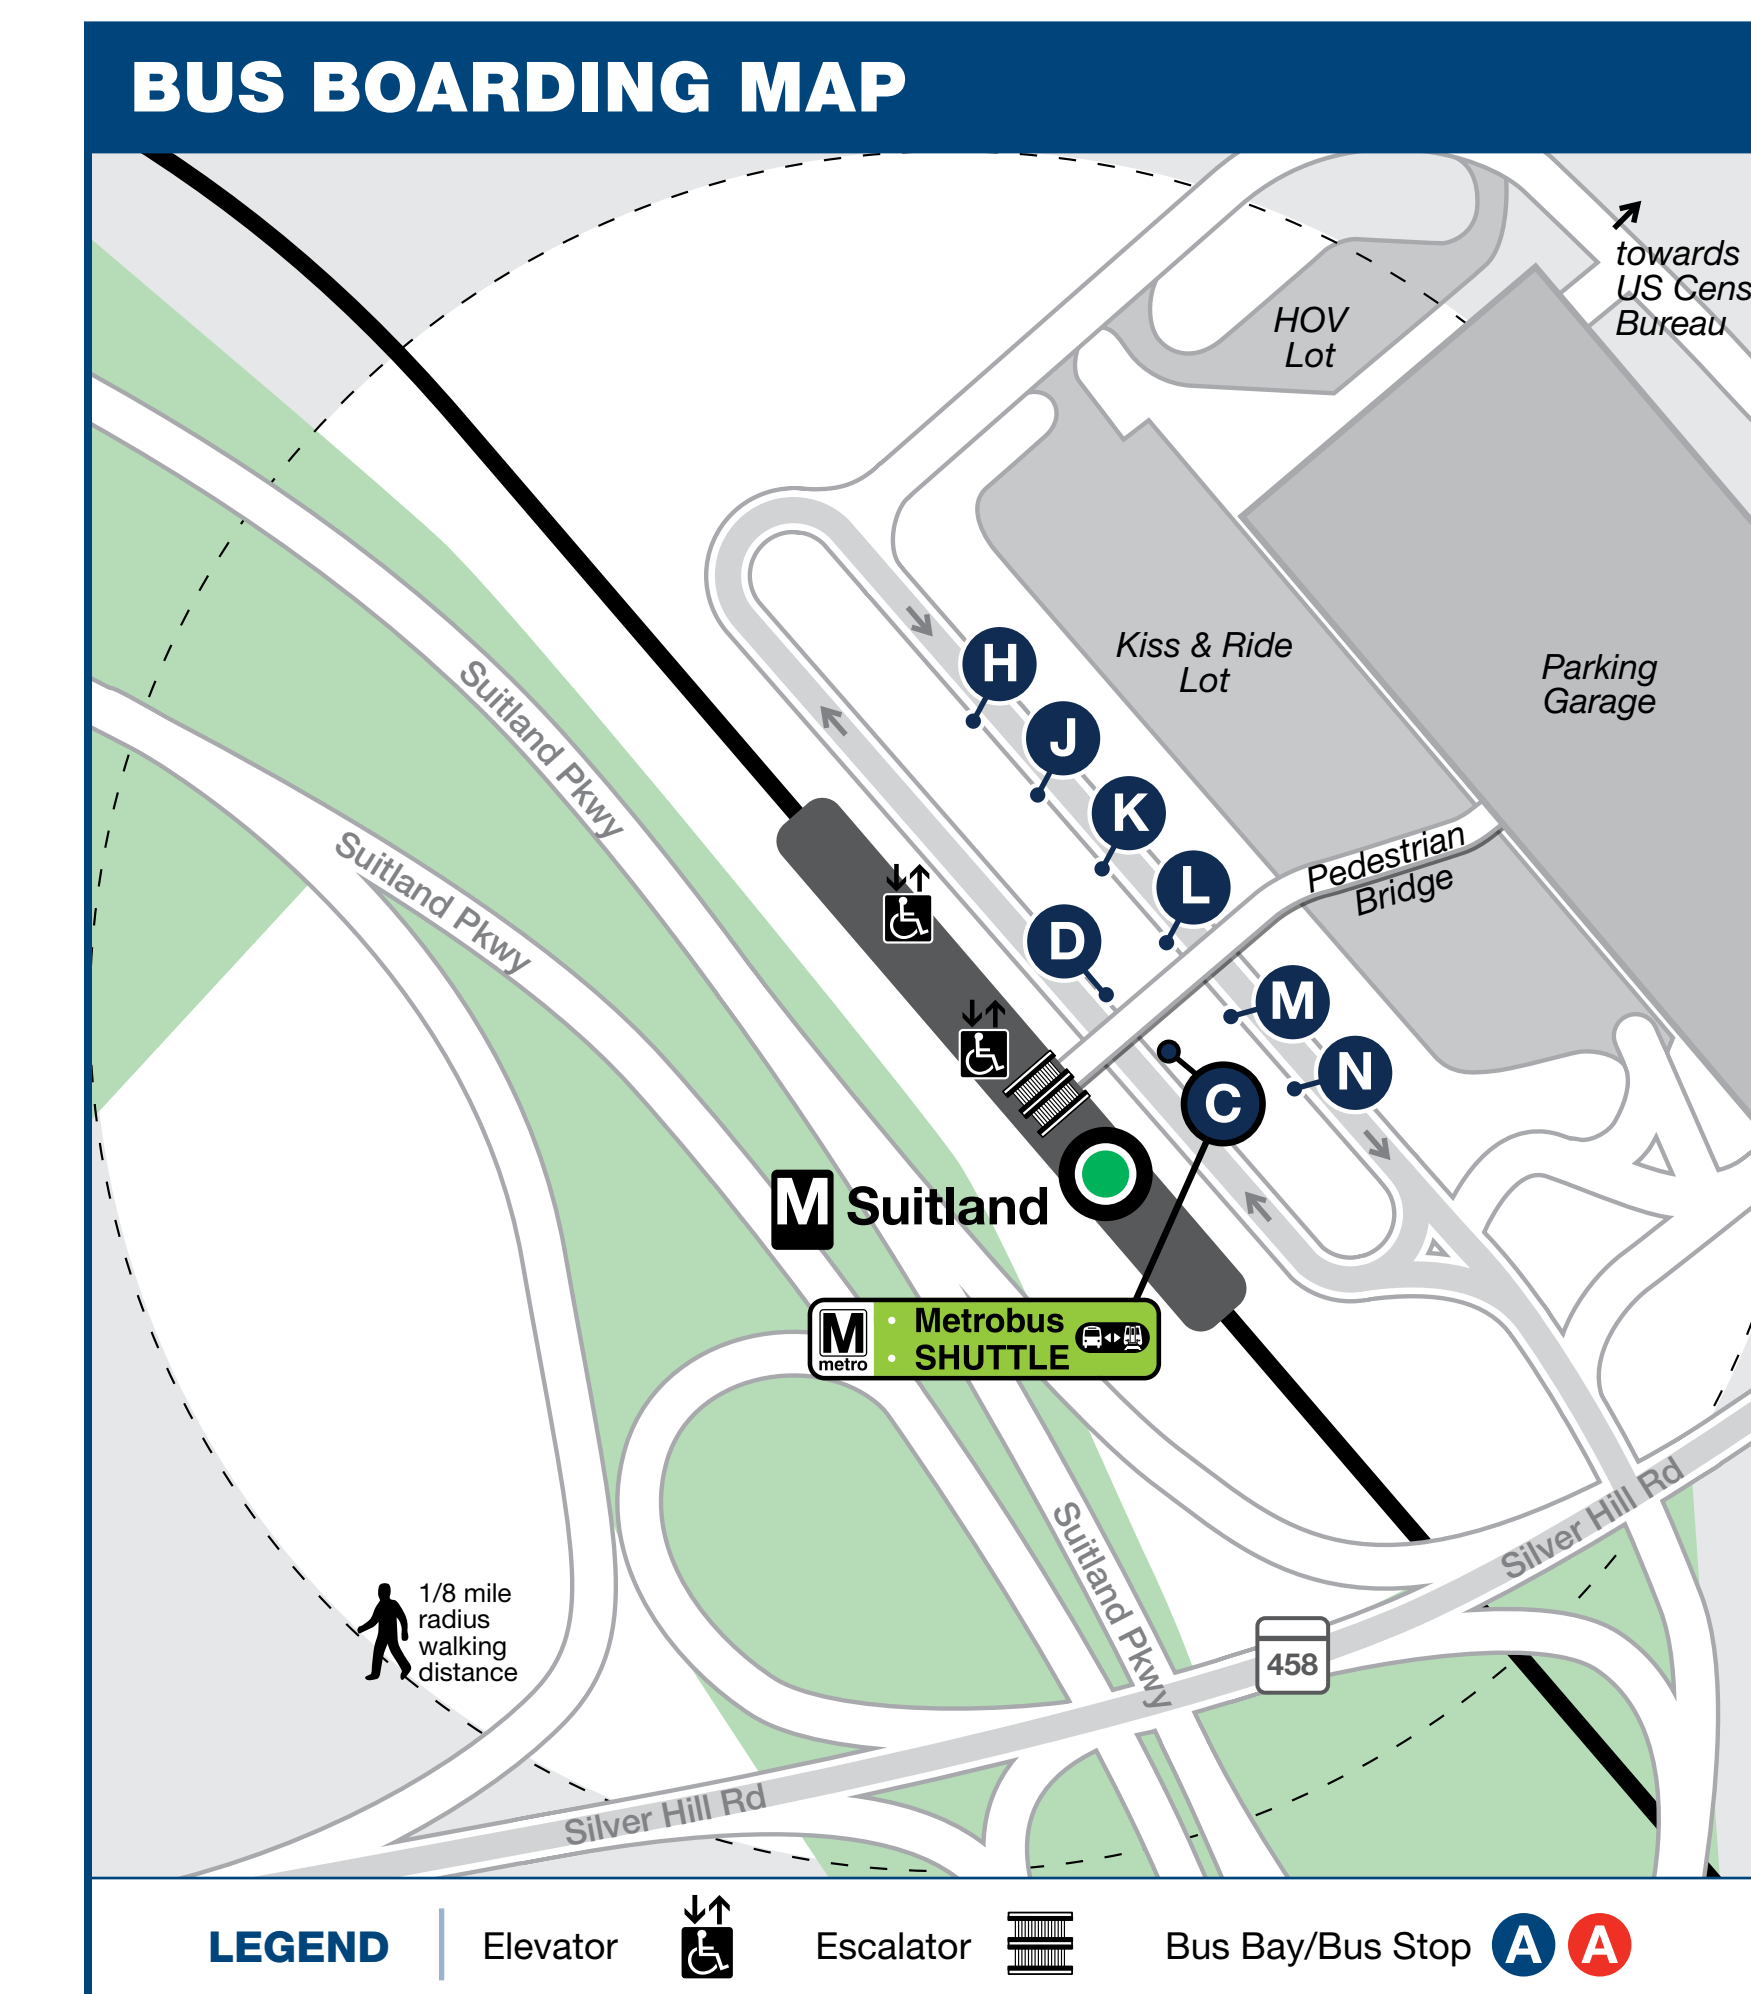 BUS BOARDING MAP
towards
US Cens
Bureau
HOV
Lot
Kiss & Ride
Lot
Parking
Garage
H
J
K
L
D
M
N
C
Pedestrian
Bridge
Suitland Pkwy
Suitland Pkwy
M Suitland
M
metro
Metrobus
SHUTTLE
Suitland Pkwy
Silver Hill Rd
458
Silver Hill Rd
1/8 mile
radius
walking
distance
LEGEND Elevator Escalator Bus Bay/Bus Stop A A